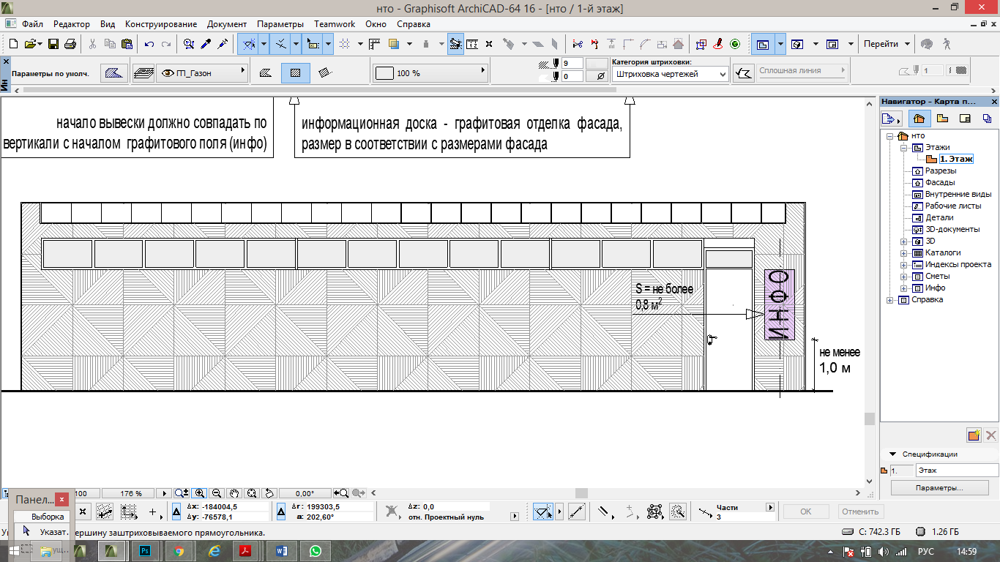 нто - Graphisoft ArchiCAD-64 16 - [нто / 1-й этаж]
Файл Редактор Вид Конструирование Документ Параметры Teamwork Окно Справка
Перейти
Ин
Параметры по умолч.
ГП_Газон
100 %
9
0
Категория штриховки:
Штриховка чертежей
Сплошная линия
1
начало вывески должно совпадать по
вертикали с началом графитового поля (инфо)
информационная доска - графитовая отделка фасада,
размер в соответствии с размерами фасада
S = не более
0,8 м²
ИНФО
не менее
1,0 м
Навигатор - Карта п...
нто
Этажи
1. Этаж
Разрезы
Фасады
Внутренние виды
Рабочие листы
Детали
3D-документы
3D
Каталоги
Индексы проекта
Сметы
Инфо
Справка
Спецификации
1. Этаж
Параметры...
100
176 %
0,00°
Панел...
Выборка
Указат.
Δx: -184004,5
Δy: -76578,1
Δr: 199303,5
a: 202,60°
Δz: 0,0
отн. Проектный нуль
Части
3
OK
Отменить
ершину заштриховываемого прямоугольника.
C: 742.3 ГБ
1.26 ГБ
РУС
14:59